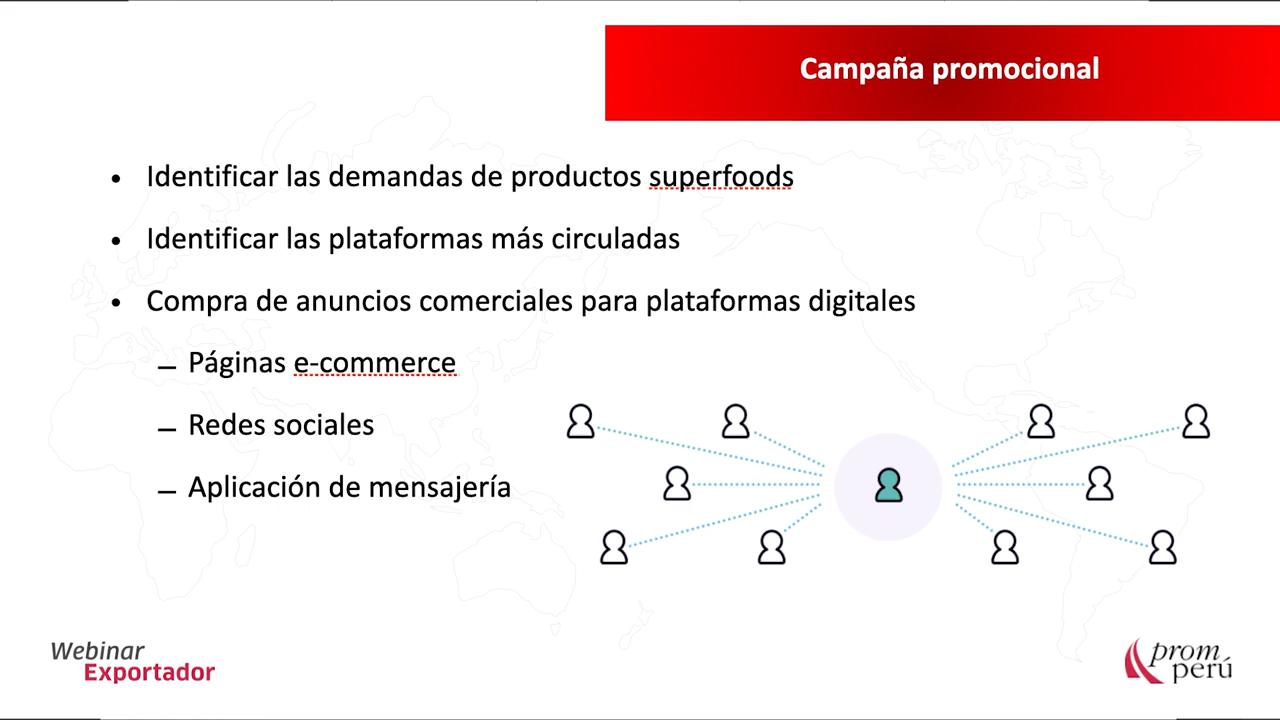 Campaña promocional
• Identificar las demandas de productos superfoods
• Identificar las plataformas más circuladas
• Compra de anuncios comerciales para plataformas digitales
– Páginas e-commerce
– Redes sociales
– Aplicación de mensajería
Webinar
Exportador
prom
perú